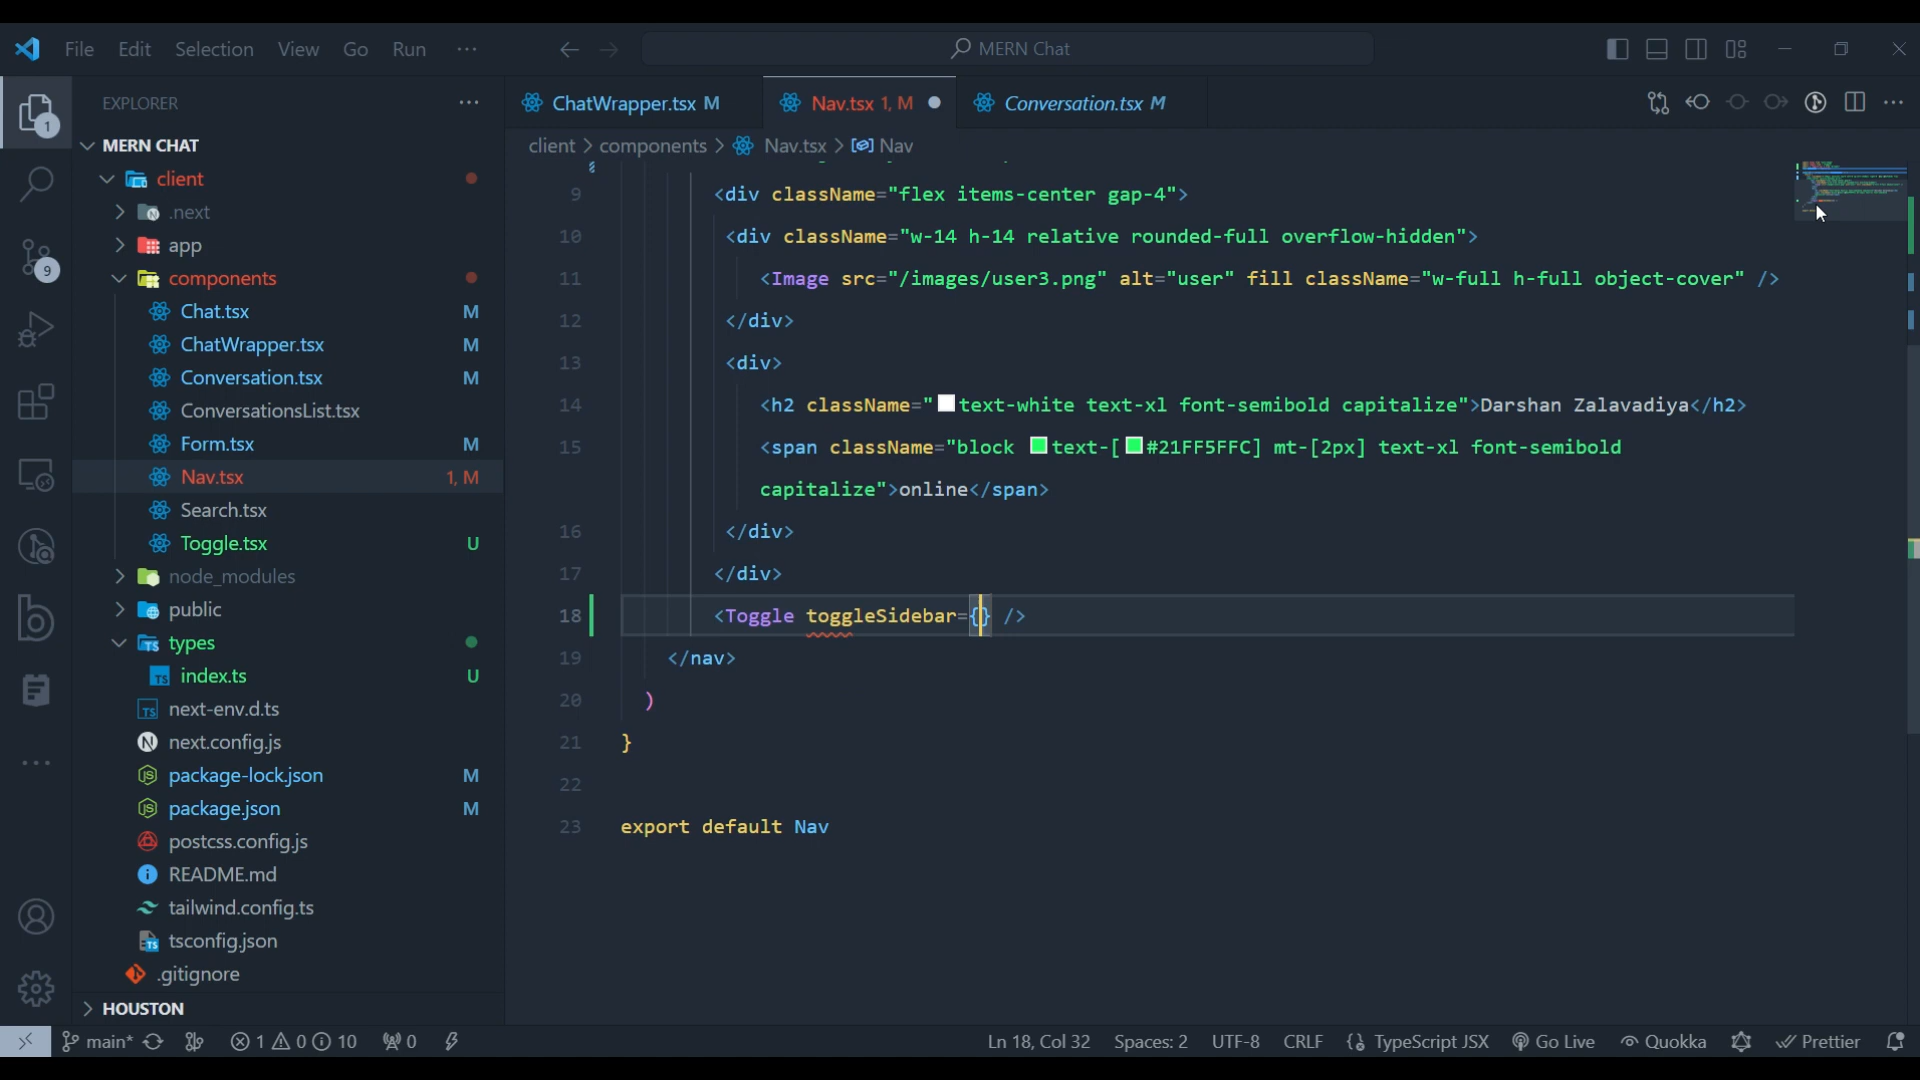 File Edit Selection View Go Run ··· MERN Chat
EXPLORER ···
ChatWrapper.tsx M Nav.tsx 1, M Conversation.tsx M
client > components > Nav.tsx > Nav
MERN CHAT
client
.next
app
components
Chat.tsx M
ChatWrapper.tsx M
Conversation.tsx M
ConversationsList.tsx
Form.tsx M
Nav.tsx 1, M
Search.tsx
Toggle.tsx U
node_modules
public
types
index.ts U
next-env.d.ts
next.config.js
package-lock.json M
package.json M
postcss.config.js
README.md
tailwind.config.ts
tsconfig.json
.gitignore
HOUSTON
1
9
9 <div className="flex items-center gap-4">
10 <div className="w-14 h-14 relative rounded-full overflow-hidden">
11 <Image src="/images/user3.png" alt="user" fill className="w-full h-full object-cover" />
12 </div>
13 <div>
14 <h2 className="text-white text-xl font-semibold capitalize">Darshan Zalavadiya</h2>
15 <span className="block text-[#21FF5FFC] mt-[2px] text-xl font-semibold
capitalize">online</span>
16 </div>
17 </div>
18 <Toggle toggleSidebar={} />
19 </nav>
20 )
21 }
22
23 export default Nav
main* 1 0 10 0 Ln 18, Col 32 Spaces: 2 UTF-8 CRLF TypeScript JSX Go Live Quokka Prettier